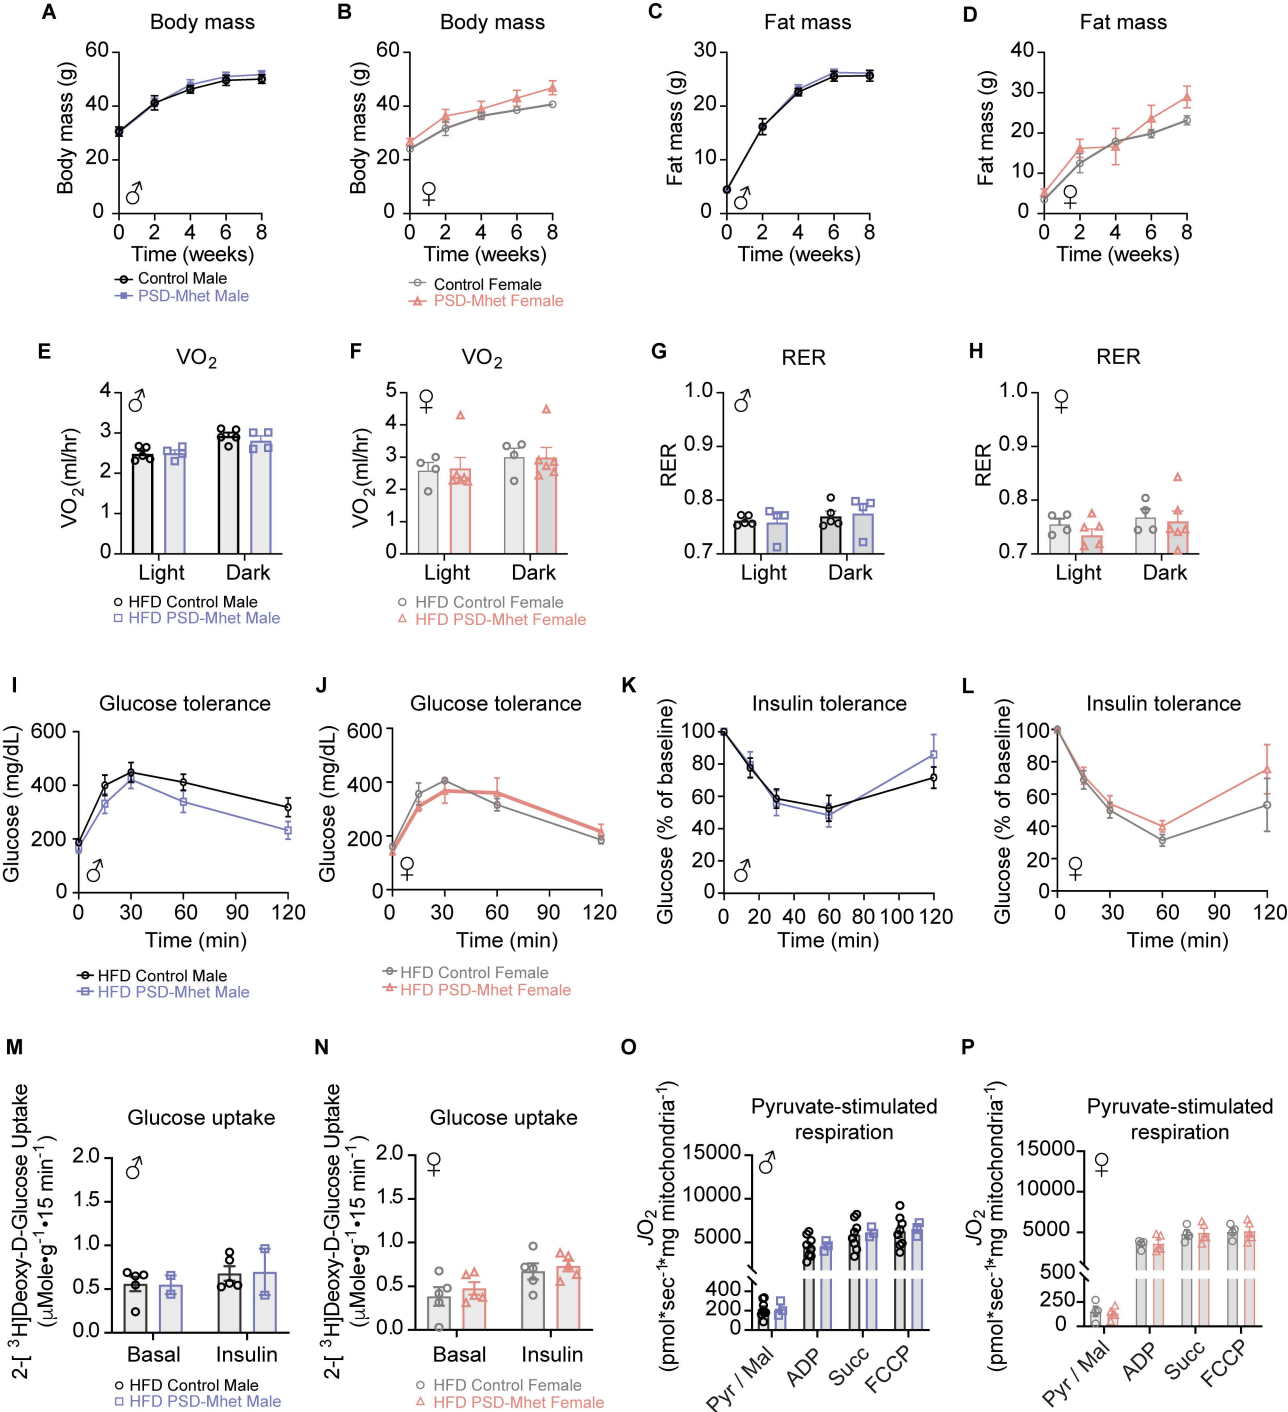 A
Body mass
Body mass (g)
60
40
20
0
0 2 4 6 8
Time (weeks)
♂
Control Male
PSD-Mhet Male
B
Body mass
Body mass (g)
60
40
20
0
0 2 4 6 8
Time (weeks)
♀
Control Female
PSD-Mhet Female
C
Fat mass
Fat mass (g)
30
20
10
0
0 2 4 6 8
Time (weeks)
♂
D
Fat mass
Fat mass (g)
40
30
20
10
0
0 2 4 6 8
Time (weeks)
♀
E
VO2
VO2(ml/hr)
4
3
2
1
0
♂
Light Dark
HFD Control Male
HFD PSD-Mhet Male
F
VO2
VO2(ml/hr)
5
4
3
2
1
0
♀
Light Dark
HFD Control Female
HFD PSD-Mhet Female
G
RER
RER
1.0
0.9
0.8
0.7
♂
Light Dark
H
RER
RER
1.0
0.9
0.8
0.7
♀
Light Dark
I
Glucose tolerance
Glucose (mg/dL)
600
400
200
0
0 30 60 90 120
Time (min)
♂
HFD Control Male
HFD PSD-Mhet Male
J
Glucose tolerance
Glucose (mg/dL)
600
400
200
0
0 30 60 90 120
Time (min)
♀
HFD Control Female
HFD PSD-Mhet Female
K
Insulin tolerance
Glucose (% of baseline)
100
80
60
40
20
0
0 20 40 60 80 100 120
Time (min)
♂
L
Insulin tolerance
Glucose (% of baseline)
100
80
60
40
20
0
0 30 60 90 120
Time (min)
♀
M
Glucose uptake
2-[ ³H]Deoxy-D-Glucose Uptake
(µMole•g⁻¹•15 min⁻¹)
2.0
1.5
1.0
0.5
0.0
♂
Basal Insulin
HFD Control Male
HFD PSD-Mhet Male
N
Glucose uptake
2-[ ³H]Deoxy-D-Glucose Uptake
(µMole•g⁻¹•15 min⁻¹)
2.0
1.5
1.0
0.5
0.0
♀
Basal Insulin
HFD Control Female
HFD PSD-Mhet Female
O
Pyruvate-stimulated
respiration
JO2
(pmol*sec⁻¹*mg mitochondria⁻¹)
15000
10000
5000
400
200
0
♂
Pyr / Mal ADP Succ FCCP
P
Pyruvate-stimulated
respiration
JO2
(pmol*sec⁻¹*mg mitochondria⁻¹)
15000
10000
5000
500
250
0
♀
Pyr / Mal ADP Succ FCCP